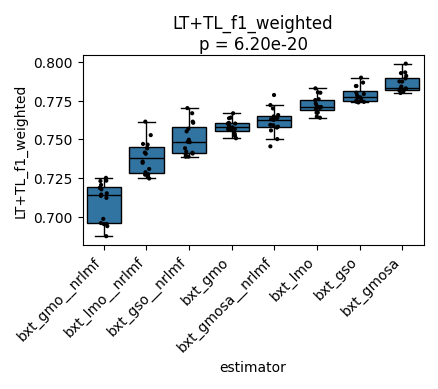 LT+TL_f1_weighted
p = 6.20e-20
LT+TL_f1_weighted
0.800
0.775
0.750
0.725
0.700
bxt_gmo__nrlmf
bxt_lmo__nrlmf
bxt_gso__nrlmf
bxt_gmo
bxt_gmosa__nrlmf
bxt_lmo
bxt_gso
bxt_gmosa
estimator